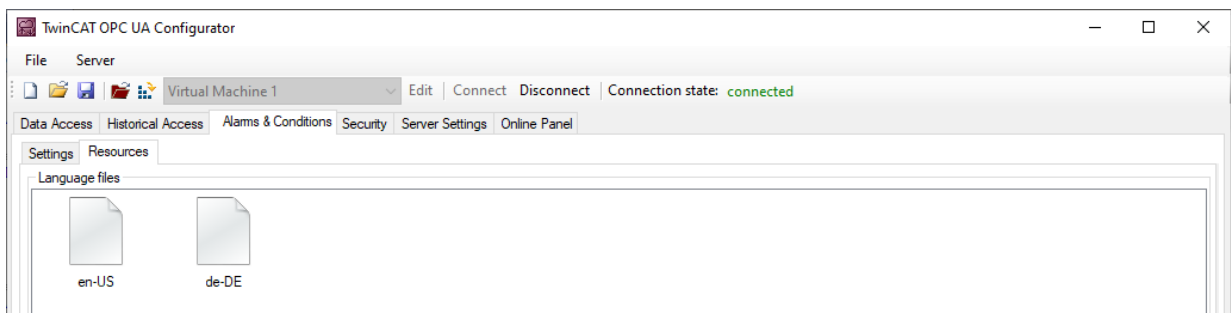 TwinCAT OPC UA Configurator
File Server
Virtual Machine 1 Edit Connect Disconnect Connection state: connected
Data Access Historical Access Alarms & Conditions Security Server Settings Online Panel
Settings Resources
Language files
en-US de-DE